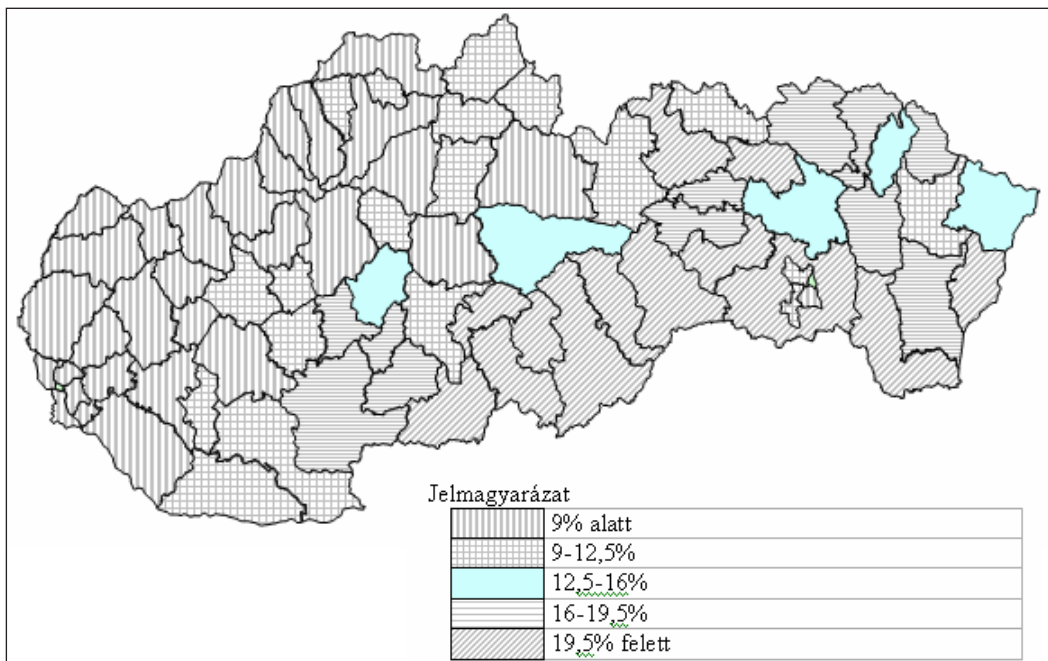 Jelmagyarázat
9% alatt
9-12,5%
12,5-16%
16-19,5%
19,5% felett